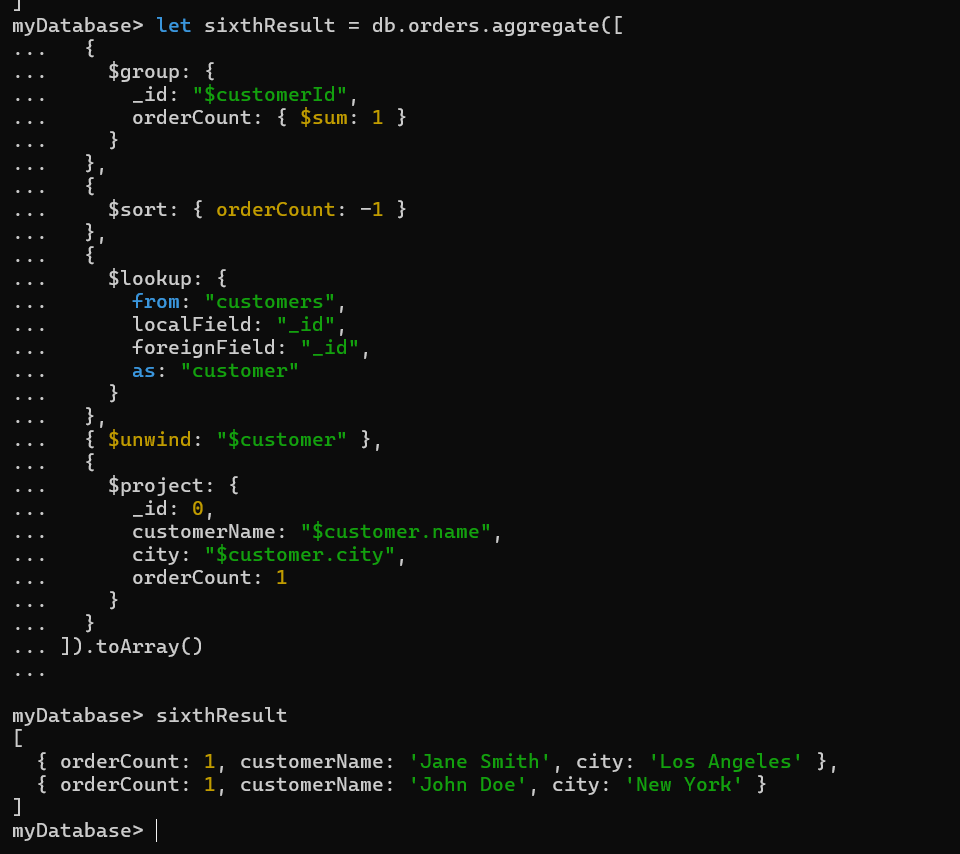 ]
myDatabase> let sixthResult = db.orders.aggregate([
...   {
...     $group: {
...       _id: "$customerId",
...       orderCount: { $sum: 1 }
...     }
...   },
...   {
...     $sort: { orderCount: -1 }
...   },
...   {
...     $lookup: {
...       from: "customers",
...       localField: "_id",
...       foreignField: "_id",
...       as: "customer"
...     }
...   },
...   { $unwind: "$customer" },
...   {
...     $project: {
...       _id: 0,
...       customerName: "$customer.name",
...       city: "$customer.city",
...       orderCount: 1
...     }
...   }
... ]).toArray()
...
myDatabase> sixthResult
[
  { orderCount: 1, customerName: 'Jane Smith', city: 'Los Angeles' },
  { orderCount: 1, customerName: 'John Doe', city: 'New York' }
]
myDatabase>